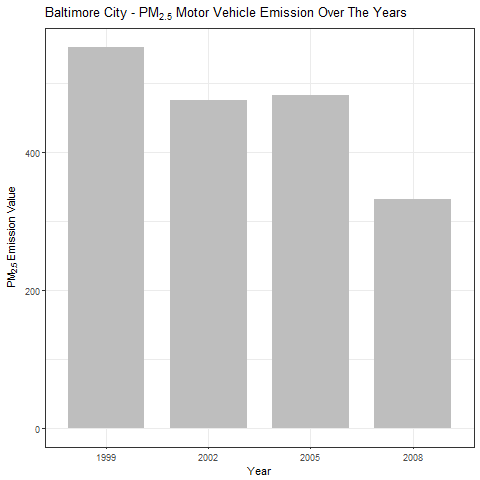 Baltimore City - PM2.5 Motor Vehicle Emission Over The Years
PM2.5 Emission Value
400
200
0
1999 2002 2005 2008
Year